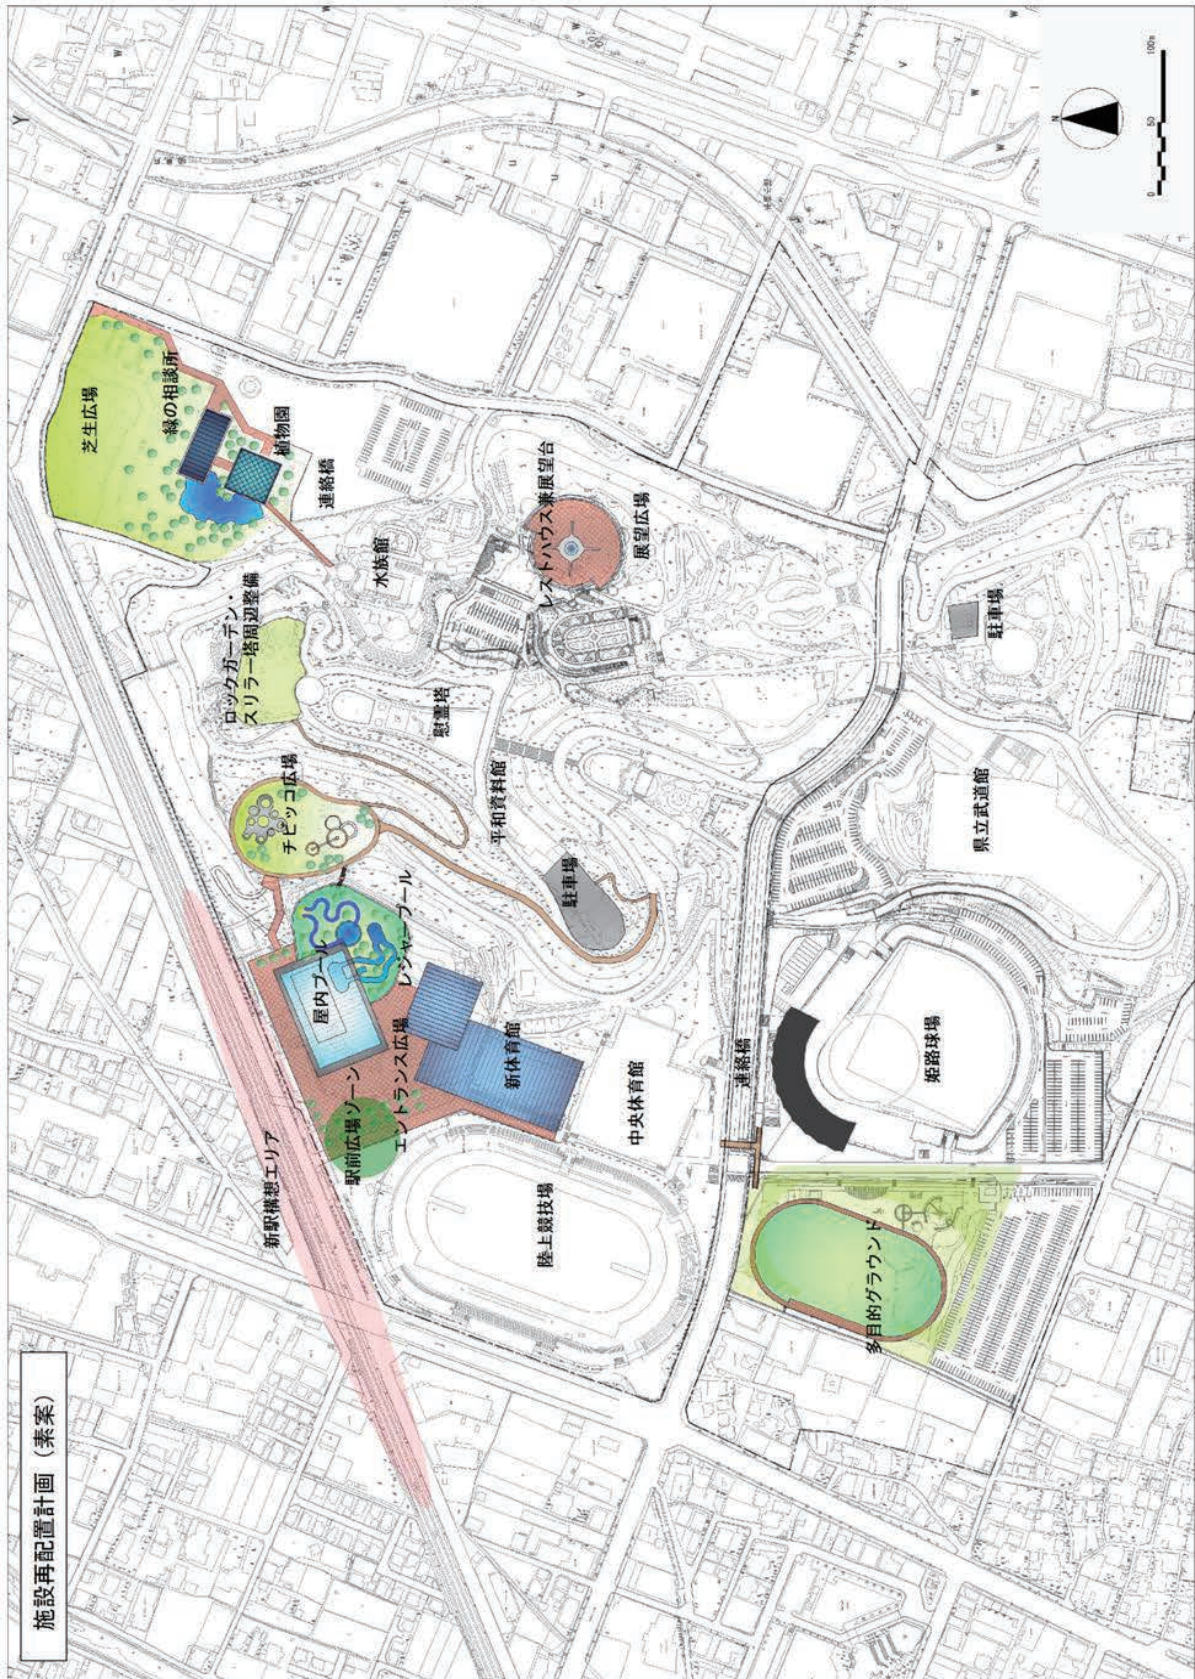 施設再配置計画（素案）
新駅構想エリア
駅前広場ゾーン
エントランス広場
屋内プール
レジャープール
新体育館
陸上競技場
中央体育館
チビッコ広場
ロックガーデン・
スリラー塔周辺整備
芝生広場
緑の相談所
植物園
連絡橋
水族館
慰霊塔
平和資料館
駐車場
レストハウス兼展望台
展望広場
連絡橋
多目的グラウンド
姫路球場
県立武道館
駐車場
N
0 50 100m